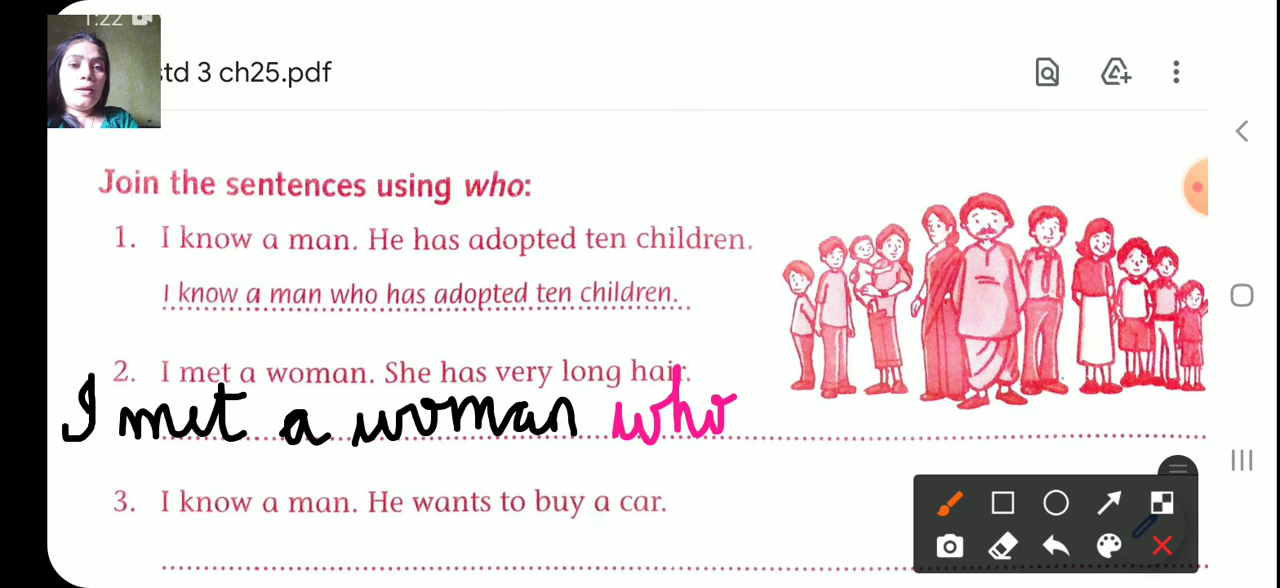 1:22
std 3 ch25.pdf
Join the sentences using who:
1. I know a man. He has adopted ten children.
I know a man who has adopted ten children.
2. I met a woman. She has very long hair.
I met a woman who
3. I know a man. He wants to buy a car.